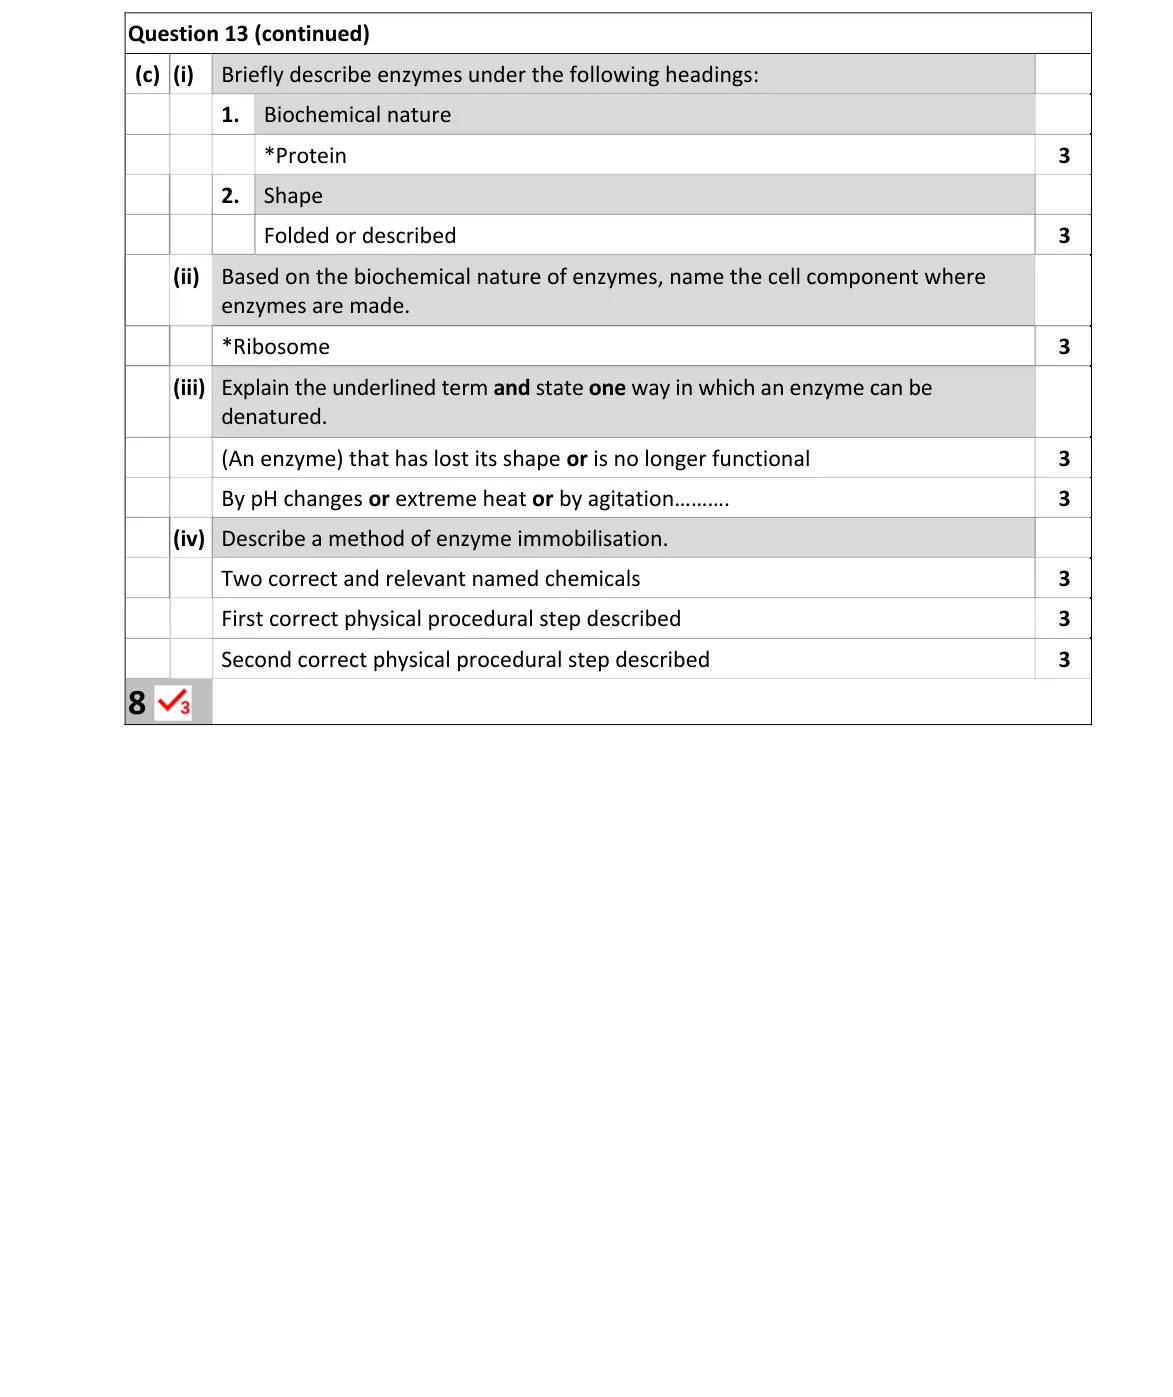 Question 13 (continued)
(c) (i) Briefly describe enzymes under the following headings:
1. Biochemical nature
*Protein 3
2. Shape
Folded or described 3
(ii) Based on the biochemical nature of enzymes, name the cell component where
enzymes are made.
*Ribosome 3
(iii) Explain the underlined term and state one way in which an enzyme can be
denatured.
(An enzyme) that has lost its shape or is no longer functional 3
By pH changes or extreme heat or by agitation………. 3
(iv) Describe a method of enzyme immobilisation.
Two correct and relevant named chemicals 3
First correct physical procedural step described 3
Second correct physical procedural step described 3
8 ✓3